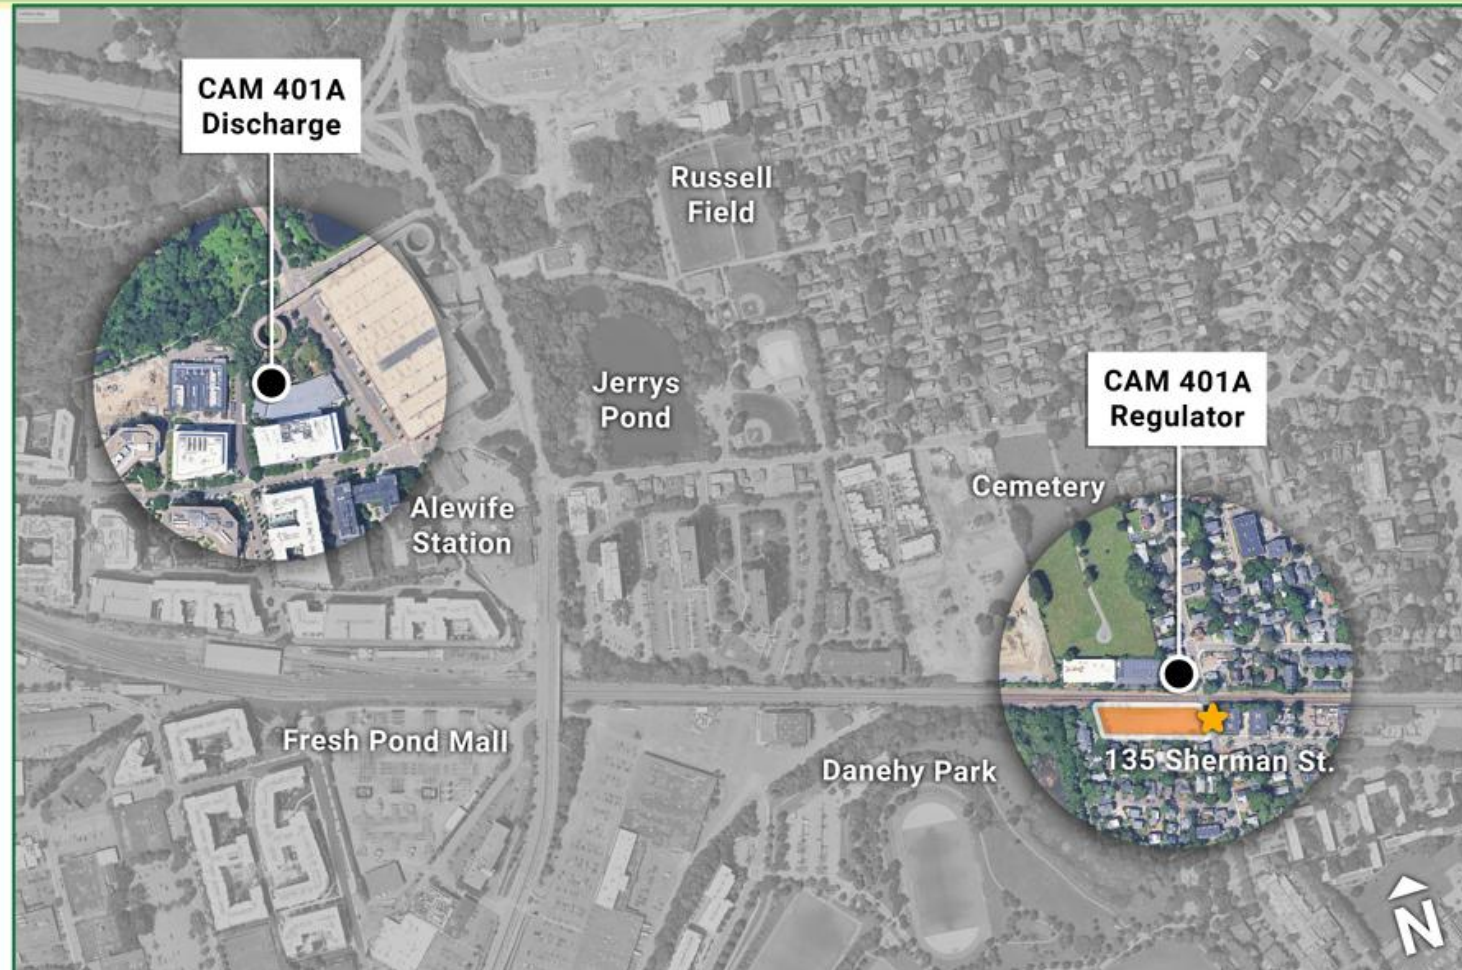 CAM 401A
Discharge
Russell
Field
Jerrys
Pond
CAM 401A
Regulator
Cemetery
Alewife
Station
Fresh Pond Mall
Danehy Park
135 Sherman St.
N